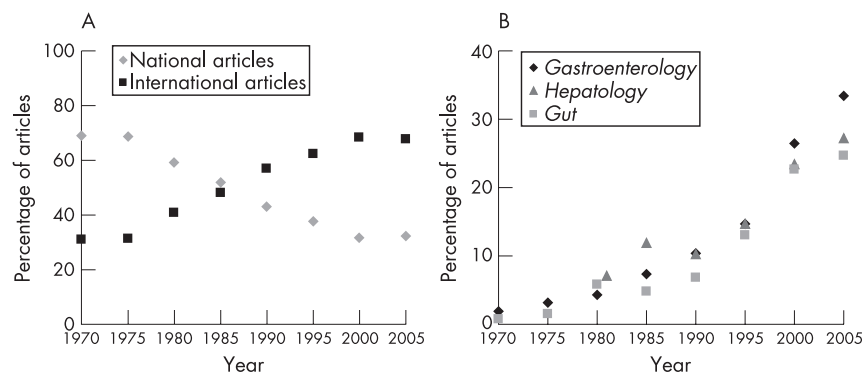 A
Percentage of articles
100
80
60
40
20
0
National articles
International articles
1970 1975 1980 1985 1990 1995 2000 2005
Year
B
Percentage of articles
40
30
20
10
0
Gastroenterology
Hepatology
Gut
1970 1975 1980 1985 1990 1995 2000 2005
Year